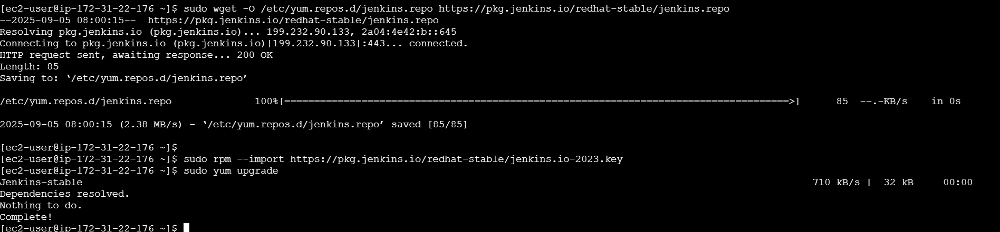 [ec2-user@ip-172-31-22-176 ~]$ sudo wget -O /etc/yum.repos.d/jenkins.repo https://pkg.jenkins.io/redhat-stable/jenkins.repo
--2025-09-05 08:00:15--  https://pkg.jenkins.io/redhat-stable/jenkins.repo
Resolving pkg.jenkins.io (pkg.jenkins.io)... 199.232.90.133, 2a04:4e42:b::645
Connecting to pkg.jenkins.io (pkg.jenkins.io)|199.232.90.133|:443... connected.
HTTP request sent, awaiting response... 200 OK
Length: 85
Saving to: ‘/etc/yum.repos.d/jenkins.repo’
/etc/yum.repos.d/jenkins.repo 100%[=====================================================================================>] 85 --.-KB/s in 0s
2025-09-05 08:00:15 (2.38 MB/s) - ‘/etc/yum.repos.d/jenkins.repo’ saved [85/85]
[ec2-user@ip-172-31-22-176 ~]$
[ec2-user@ip-172-31-22-176 ~]$ sudo rpm --import https://pkg.jenkins.io/redhat-stable/jenkins.io-2023.key
[ec2-user@ip-172-31-22-176 ~]$ sudo yum upgrade
Jenkins-stable 710 kB/s | 32 kB 00:00
Dependencies resolved.
Nothing to do.
Complete!
[ec2-user@ip-172-31-22-176 ~]$